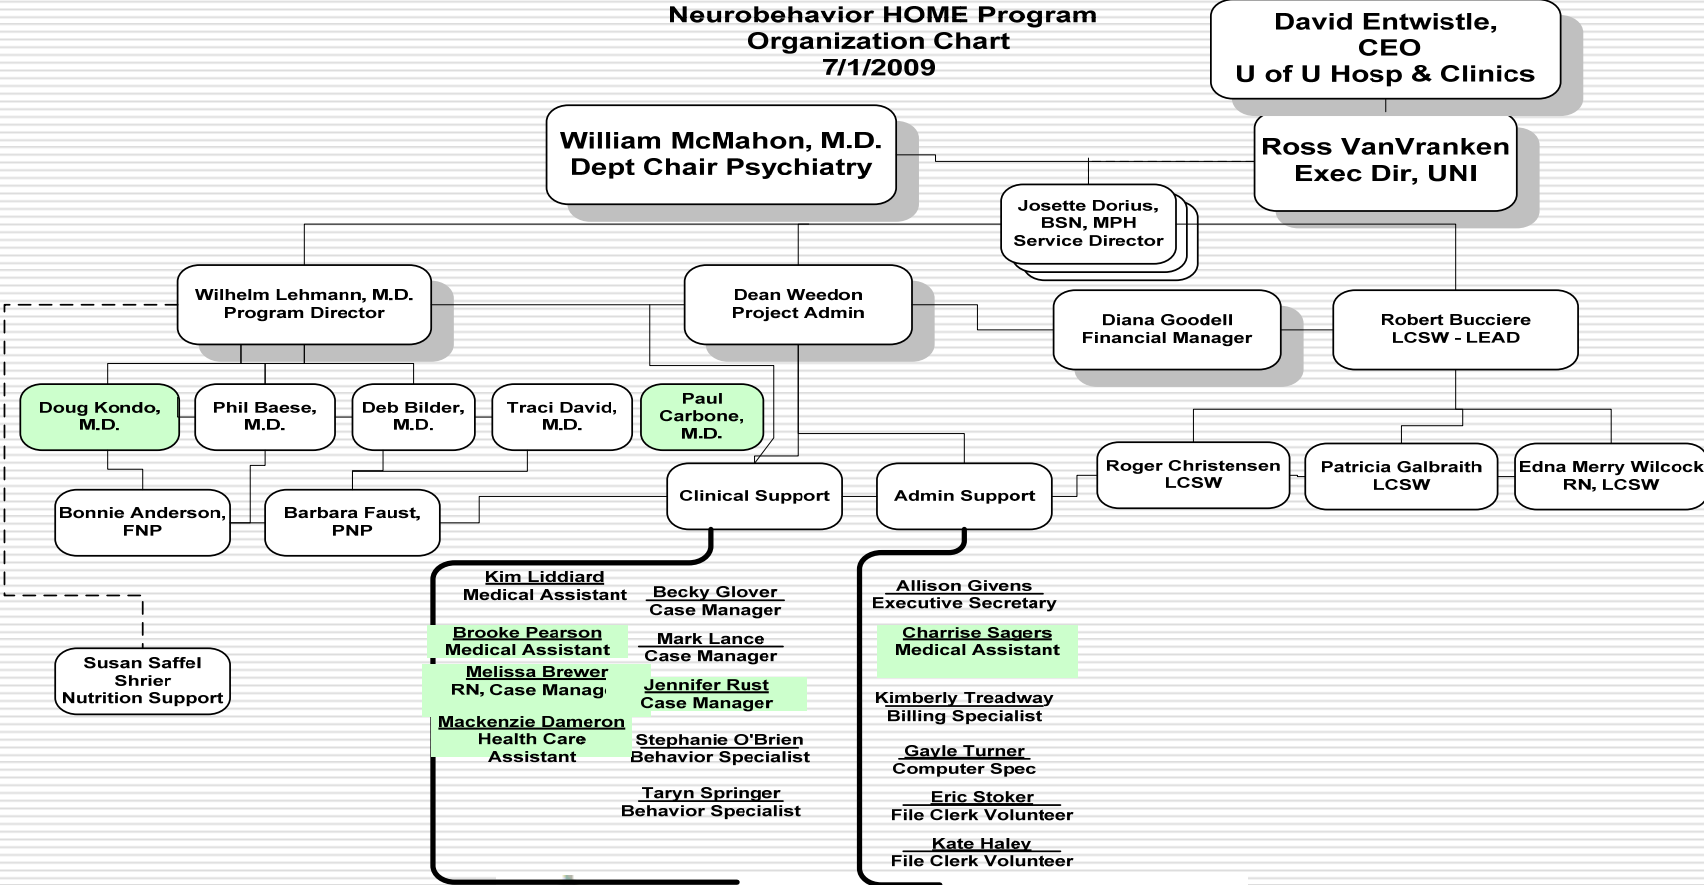 Neurobehavior HOME Program
Organization Chart
7/1/2009
David Entwistle,
CEO
U of U Hosp & Clinics
William McMahon, M.D.
Dept Chair Psychiatry
Ross VanVranken
Exec Dir, UNI
Josette Dorius,
BSN, MPH
Service Director
Wilhelm Lehmann, M.D.
Program Director
Dean Weedon
Project Admin
Diana Goodell
Financial Manager
Robert Bucciere
LCSW - LEAD
Doug Kondo,
M.D.
Phil Baese,
M.D.
Deb Bilder,
M.D.
Traci David,
M.D.
Paul
Carbone,
M.D.
Roger Christensen
LCSW
Patricia Galbraith
LCSW
Edna Merry Wilcock
RN, LCSW
Clinical Support
Admin Support
Bonnie Anderson,
FNP
Barbara Faust,
PNP
Susan Saffel
Shrier
Nutrition Support
Kim Liddiard
Medical Assistant
Brooke Pearson
Medical Assistant
Melissa Brewer
RN, Case Manag
Mackenzie Dameron
Health Care
Assistant
Becky Glover
Case Manager
Mark Lance
Case Manager
Jennifer Rust
Case Manager
Stephanie O'Brien
Behavior Specialist
Taryn Springer
Behavior Specialist
Allison Givens
Executive Secretary
Charrise Sagers
Medical Assistant
Kimberly Treadway
Billing Specialist
Gayle Turner
Computer Spec
Eric Stoker
File Clerk Volunteer
Kate Haley
File Clerk Volunteer